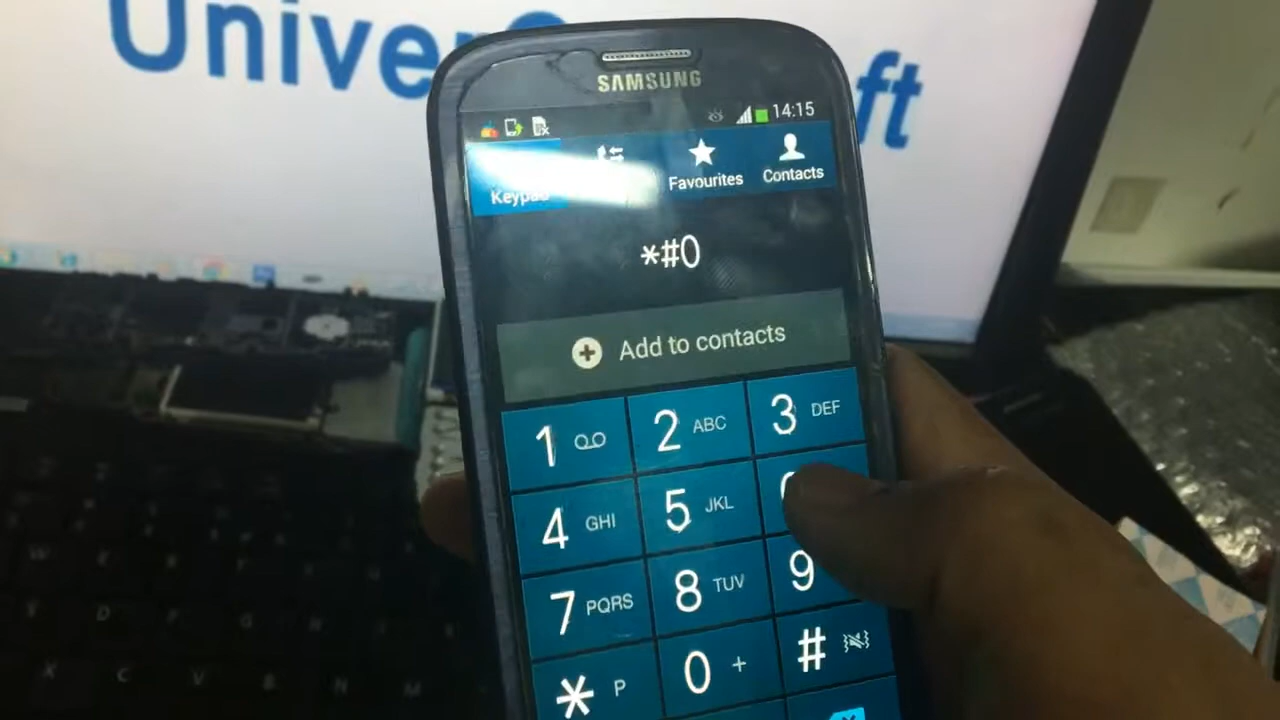 Univer
ft
SAMSUNG
14:15
Keypad
Favourites
Contacts
*#0
Add to contacts
1
2 ABC
3 DEF
4 GHI
5 JKL
7 PQRS
8 TUV
9
* P
0 +
#